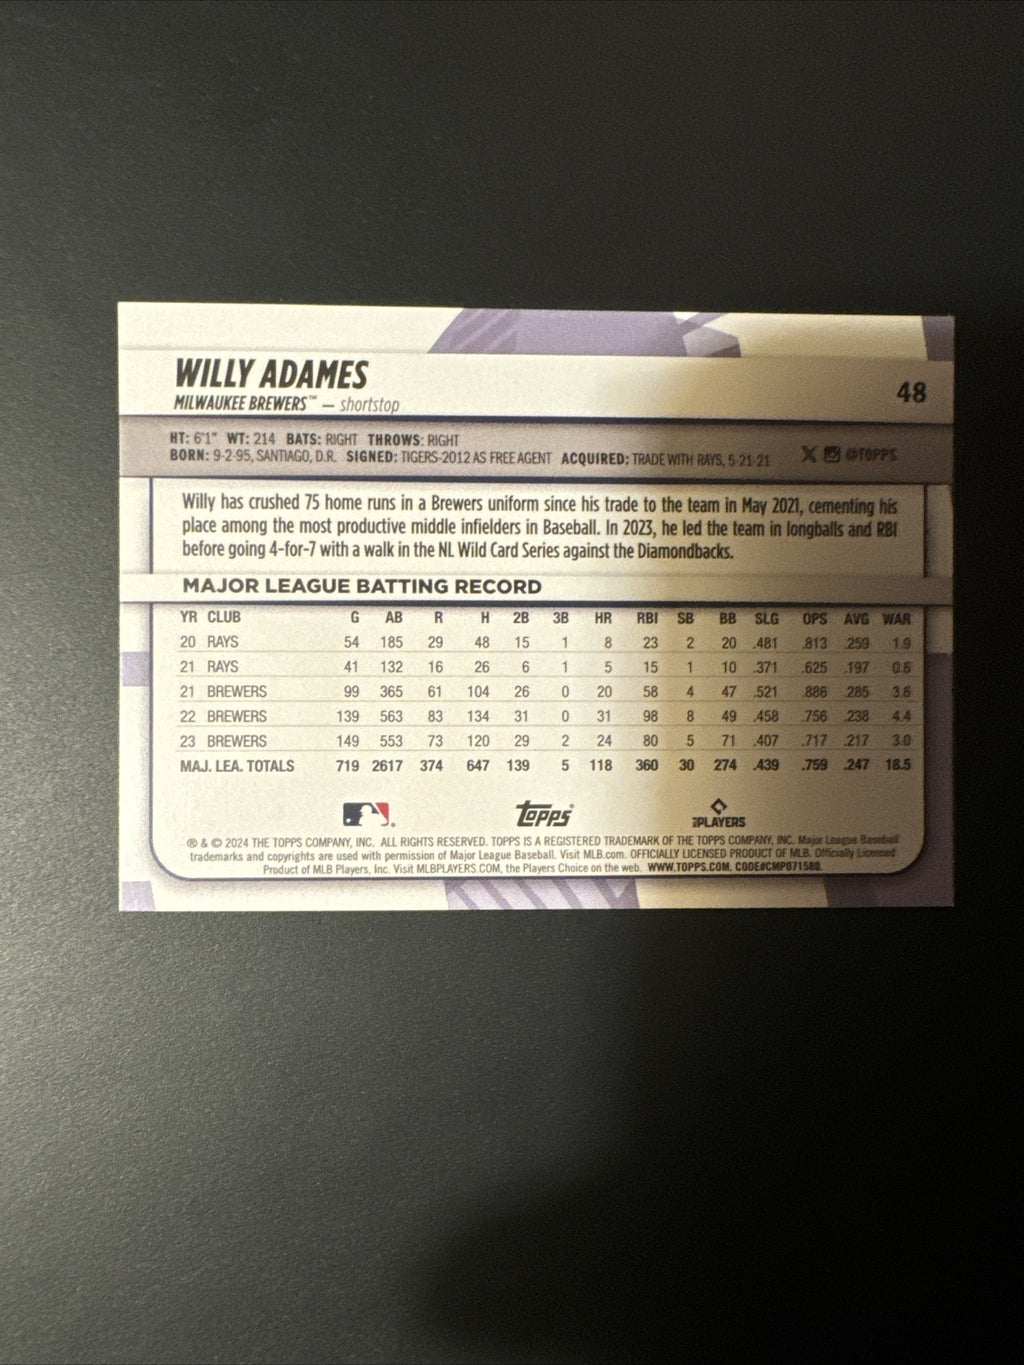 WILLY ADAMES
48
MILWAUKEE BREWERS™ — shortstop
HT: 6'1" WT: 214 BATS: RIGHT THROWS: RIGHT
BORN: 9-2-95, SANTIAGO, D.R. SIGNED: TIGERS-2012 AS FREE AGENT ACQUIRED: TRADE WITH RAYS, 5-21-21 @TOPPS
Willy has crushed 75 home runs in a Brewers uniform since his trade to the team in May 2021, cementing his
place among the most productive middle infielders in Baseball. In 2023, he led the team in longballs and RBI
before going 4-for-7 with a walk in the NL Wild Card Series against the Diamondbacks.
MAJOR LEAGUE BATTING RECORD
YR CLUB G AB R H 2B 3B HR RBI SB BB SLG OPS AVG WAR
20 RAYS 54 185 29 48 15 1 8 23 2 20 .481 .813 .259 1.9
21 RAYS 41 132 16 26 6 1 5 15 1 10 .371 .625 .197 0.6
21 BREWERS 99 365 61 104 26 0 20 58 4 47 .521 .886 .285 3.6
22 BREWERS 139 563 83 134 31 0 31 98 8 49 .458 .756 .238 4.4
23 BREWERS 149 553 73 120 29 2 24 80 5 71 .407 .717 .217 3.0
MAJ. LEA. TOTALS 719 2617 374 647 139 5 118 360 30 274 .439 .759 .247 18.5
topps® MLB PLAYERS
® & © 2024 THE TOPPS COMPANY, INC. ALL RIGHTS RESERVED. TOPPS IS A REGISTERED TRADEMARK OF THE TOPPS COMPANY, INC. Major League Baseball
trademarks and copyrights are used with permission of Major League Baseball. Visit MLB.com. OFFICIALLY LICENSED PRODUCT OF MLB. Officially Licensed
Product of MLB Players, Inc. Visit MLBPLAYERS.COM, the Players Choice on the web. WWW.TOPPS.COM. CODE#CMP071580.